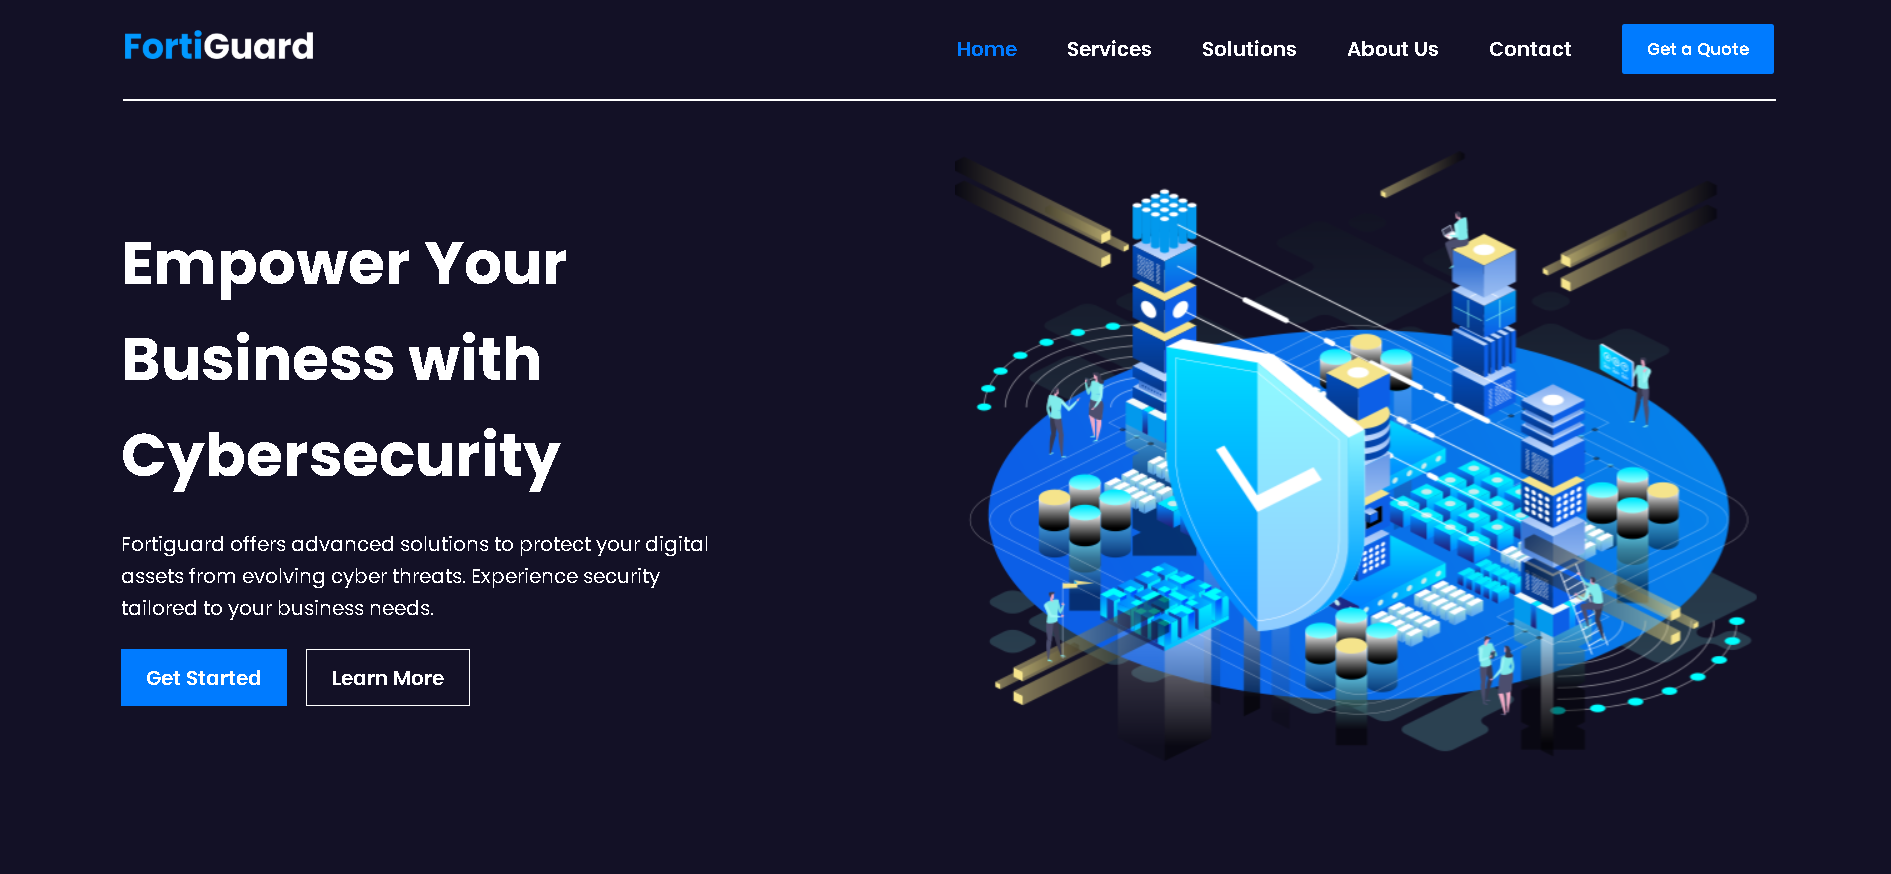 FortiGuard
Home Services Solutions About Us Contact Get a Quote
Empower Your
Business with
Cybersecurity
Fortiguard offers advanced solutions to protect your digital
assets from evolving cyber threats. Experience security
tailored to your business needs.
Get Started Learn More